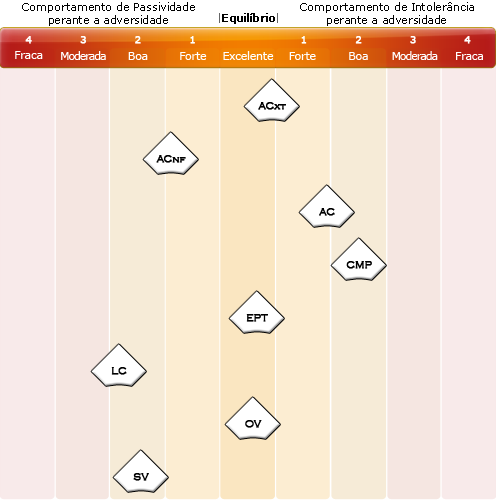 Comportamento de Passividade
perante a adversidade
|Equilíbrio|
Comportamento de Intolerância
perante a adversidade
4 3 2 1 1 2 3 4
Fraca Moderada Boa Forte Excelente Forte Boa Moderada Fraca
ACXT
ACNF
AC
CMP
EPT
LC
OV
SV